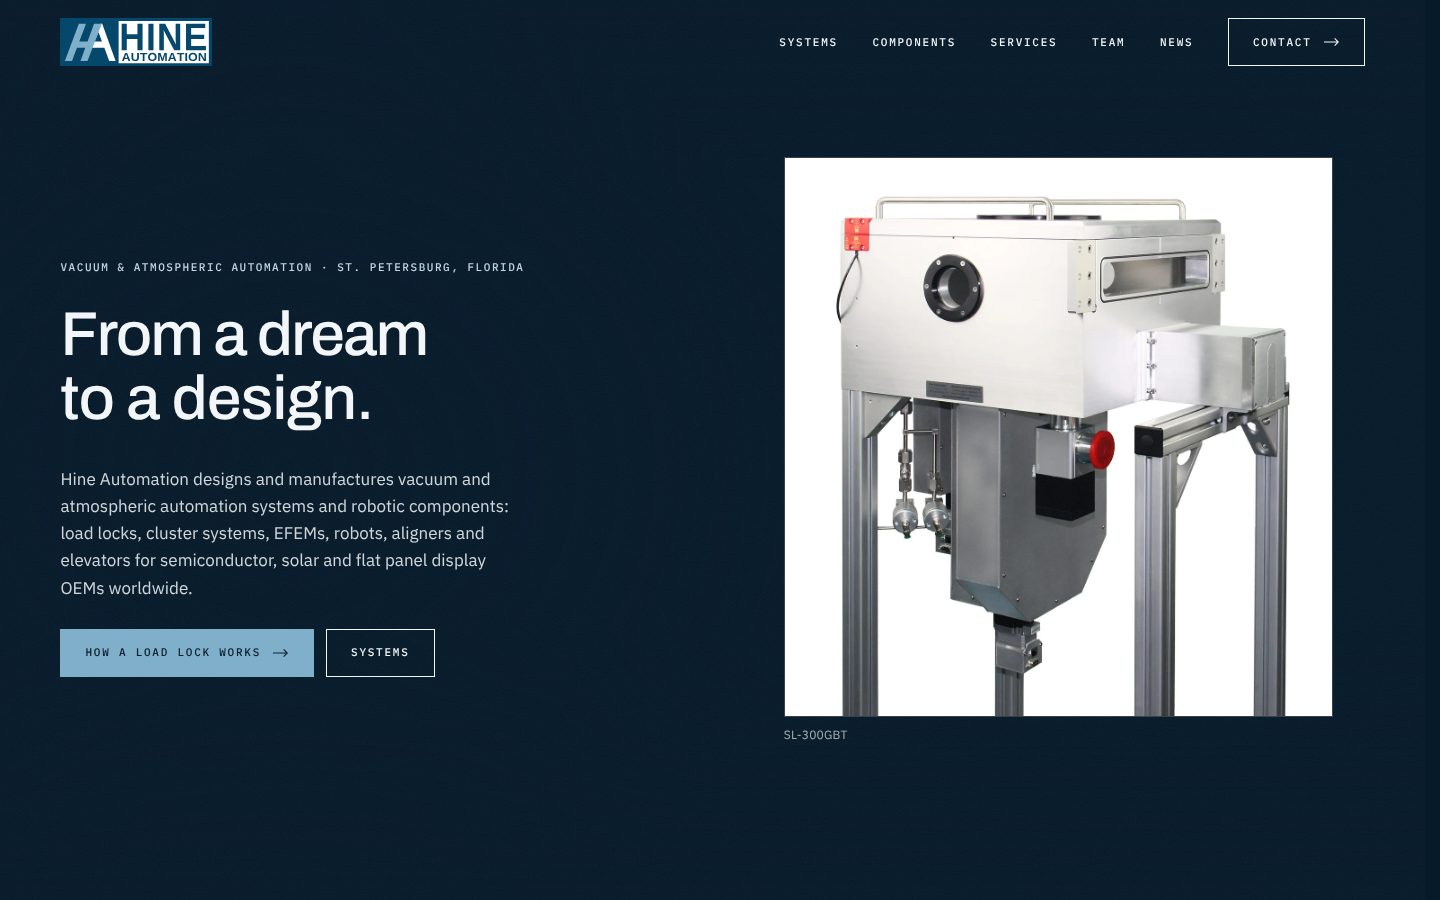 HINE
AUTOMATION
SYSTEMS
COMPONENTS
SERVICES
TEAM
NEWS
CONTACT
VACUUM & ATMOSPHERIC AUTOMATION · ST. PETERSBURG, FLORIDA
From a dream
to a design.
Hine Automation designs and manufactures vacuum and
atmospheric automation systems and robotic components:
load locks, cluster systems, EFEMs, robots, aligners and
elevators for semiconductor, solar and flat panel display
OEMs worldwide.
HOW A LOAD LOCK WORKS
SYSTEMS
SL-300GBT